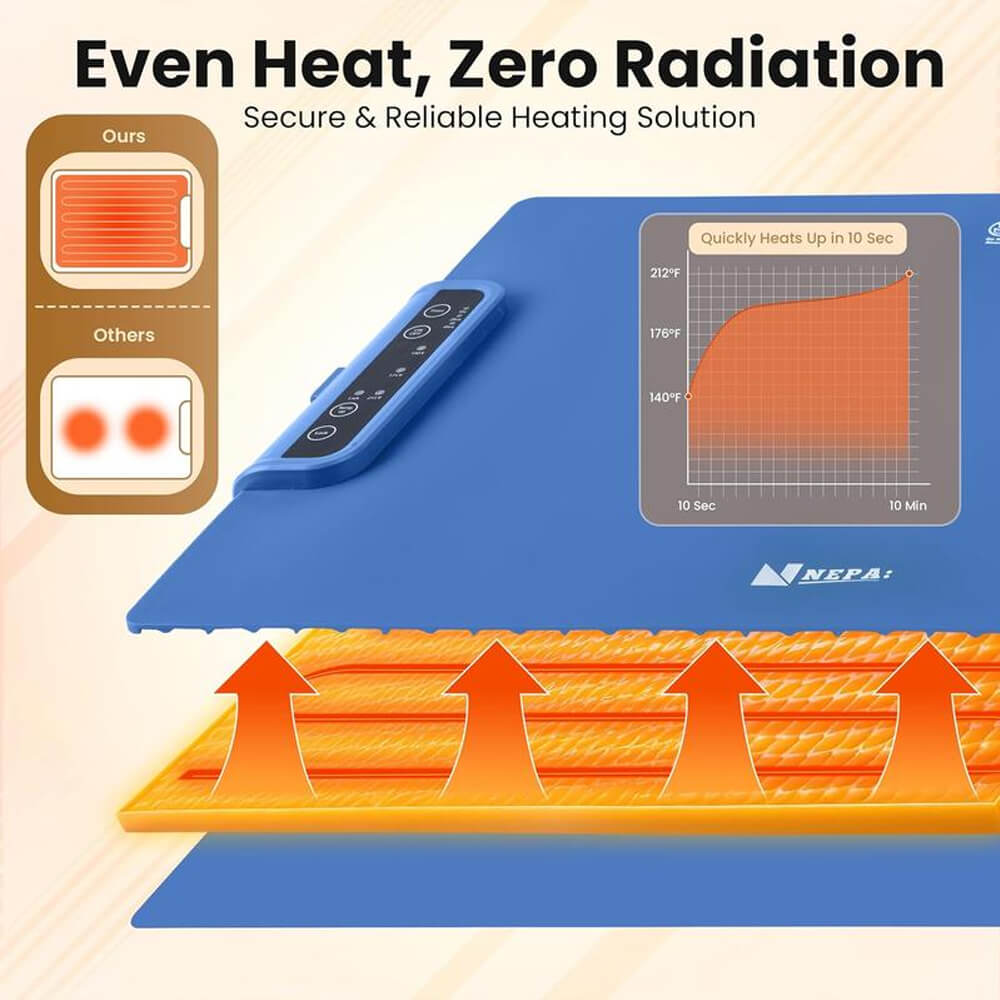 Even Heat, Zero Radiation
Secure & Reliable Heating Solution
Ours
Others
Quickly Heats Up in 10 Sec
212°F
176°F
140°F
10 Sec
10 Min
NEPA: